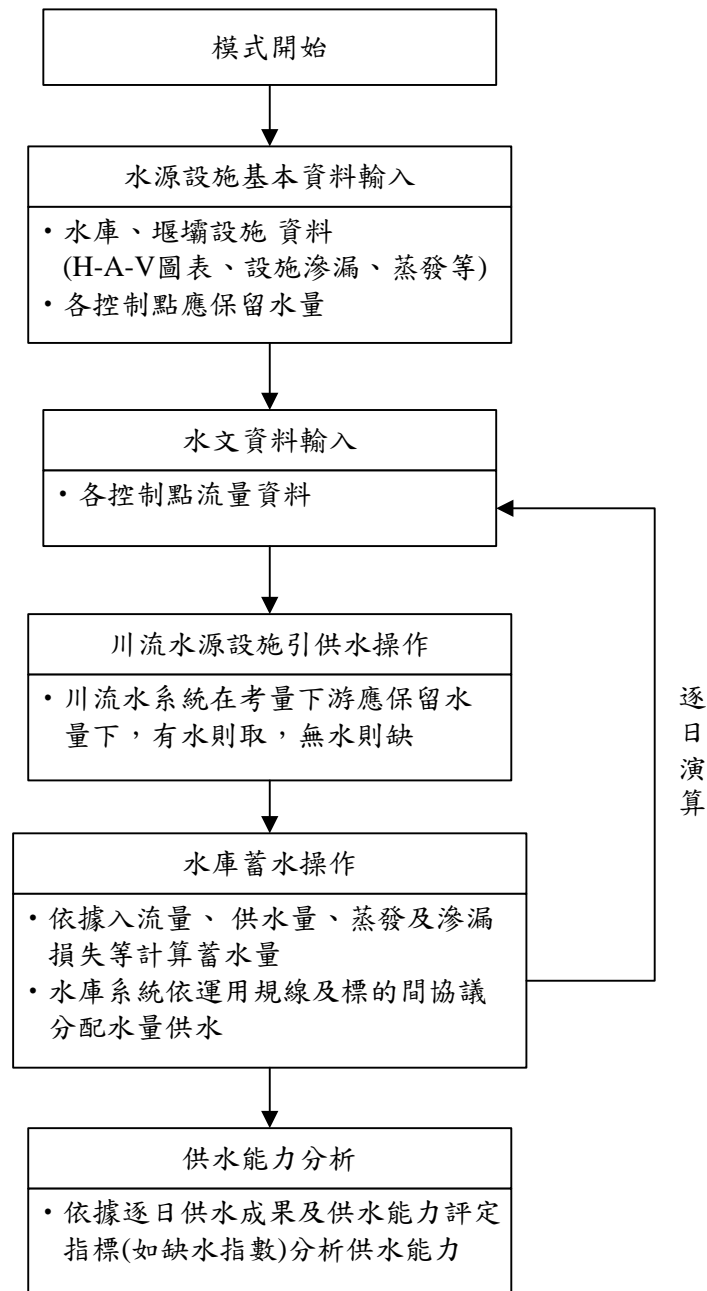 模式開始
水源設施基本資料輸入
・水庫、堰壩設施 資料
(H-A-V圖表、設施滲漏、蒸發等)
・各控制點應保留水量
水文資料輸入
・各控制點流量資料
川流水源設施引供水操作
・川流水系統在考量下游應保留水
量下，有水則取，無水則缺
逐
日
演
算
水庫蓄水操作
・依據入流量、 供水量、蒸發及滲漏
損失等計算蓄水量
・水庫系統依運用規線及標的間協議
分配水量供水
供水能力分析
・依據逐日供水成果及供水能力評定
指標(如缺水指數)分析供水能力